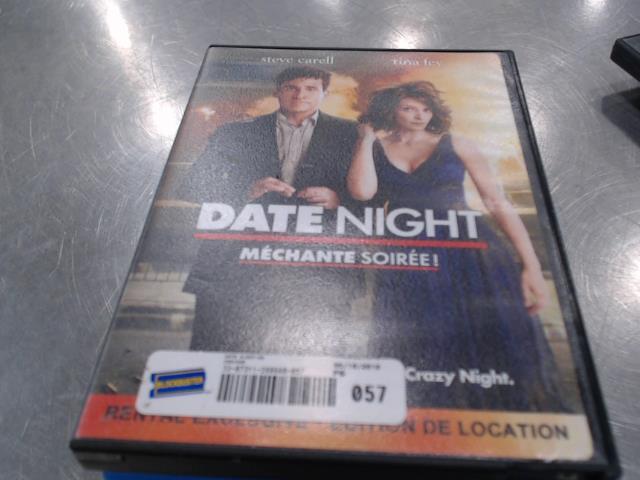 steve carell tina fey
DATE NIGHT
MÉCHANTE SOIRÉE!
Crazy Night.
BLOCKBUSTER
057
RENTAL EXCLUSIVE - ÉDITION DE LOCATION